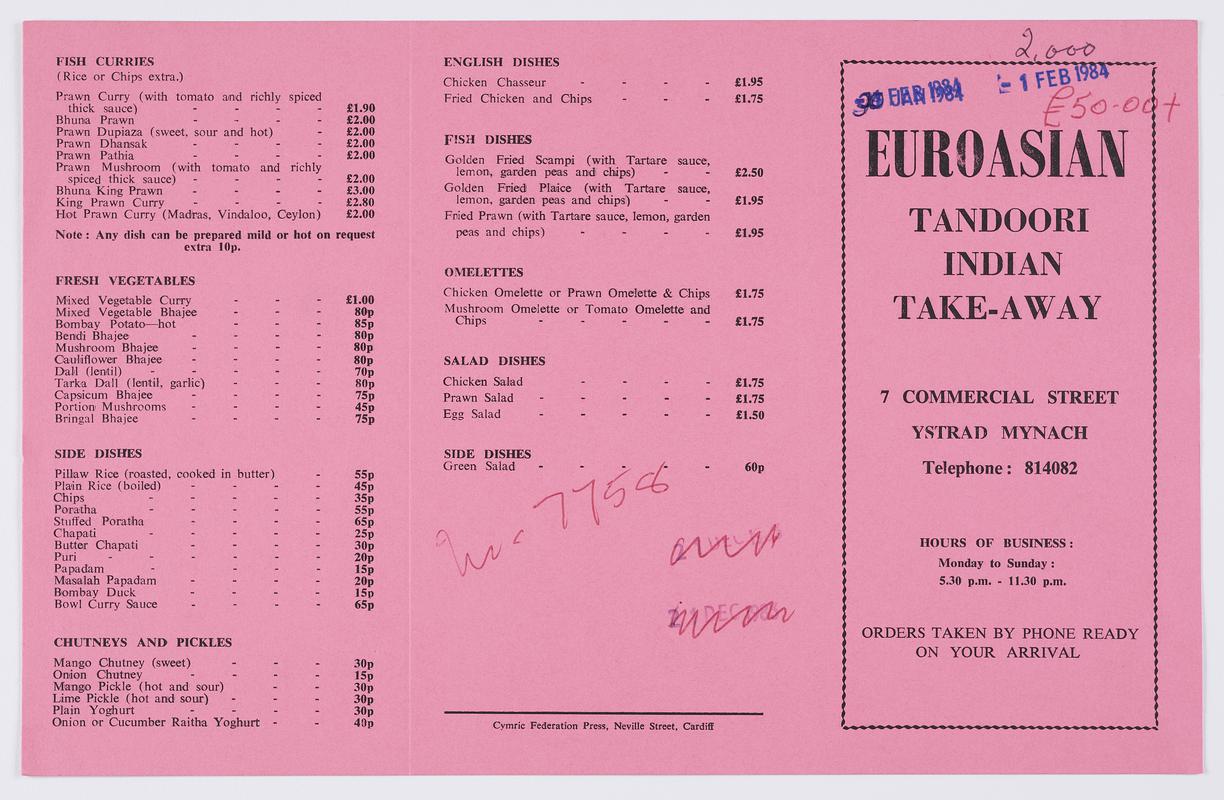 FISH CURRIES
(Rice or Chips extra.)
Prawn Curry (with tomato and richly spiced
thick sauce) - - - - £1.90
Bhuna Prawn - - - - £2.00
Prawn Dupiaza (sweet, sour and hot) - - £2.00
Prawn Dhansak - - - - £2.00
Prawn Pathia - - - - £2.00
Prawn Mushroom (with tomato and richly
spiced thick sauce) - - - - £2.00
Bhuna King Prawn - - - - £3.00
King Prawn Curry - - - - £2.80
Hot Prawn Curry (Madras, Vindaloo, Ceylon) £2.00
Note : Any dish can be prepared mild or hot on request
extra 10p.
FRESH VEGETABLES
Mixed Vegetable Curry - - - £1.00
Mixed Vegetable Bhajee - - - 80p
Bombay Potato—hot - - - 85p
Bendi Bhajee - - - - 80p
Mushroom Bhajee - - - - 80p
Cauliflower Bhajee - - - - 80p
Dall (lentil) - - - - - 70p
Tarka Dall (lentil, garlic) - - - 80p
Capsicum Bhajee - - - - 75p
Portion Mushrooms - - - - 45p
Bringal Bhajee - - - - 75p
SIDE DISHES
Pillaw Rice (roasted, cooked in butter) - 55p
Plain Rice (boiled) - - - - 45p
Chips - - - - - 35p
Poratha - - - - - 55p
Stuffed Poratha - - - - 65p
Chapati - - - - - 25p
Butter Chapati - - - - 30p
Puri - - - - - - 20p
Papadam - - - - - 15p
Masalah Papadam - - - - 20p
Bombay Duck - - - - 15p
Bowl Curry Sauce - - - - 65p
CHUTNEYS AND PICKLES
Mango Chutney (sweet) - - - 30p
Onion Chutney - - - - 15p
Mango Pickle (hot and sour) - - - 30p
Lime Pickle (hot and sour) - - - 30p
Plain Yoghurt - - - - 30p
Onion or Cucumber Raitha Yoghurt - - 40p
ENGLISH DISHES
Chicken Chasseur - - - - £1.95
Fried Chicken and Chips - - - £1.75
FISH DISHES
Golden Fried Scampi (with Tartare sauce,
lemon, garden peas and chips) - - £2.50
Golden Fried Plaice (with Tartare sauce,
lemon, garden peas and chips) - - £1.95
Fried Prawn (with Tartare sauce, lemon, garden
peas and chips) - - - - £1.95
OMELETTES
Chicken Omelette or Prawn Omelette & Chips £1.75
Mushroom Omelette or Tomato Omelette and
Chips - - - - - £1.75
SALAD DISHES
Chicken Salad - - - - £1.75
Prawn Salad - - - - - £1.75
Egg Salad - - - - - £1.50
SIDE DISHES
Green Salad - - - - - 60p
7758
Cymric Federation Press, Neville Street, Cardiff
2,000
JAN 1984
- 1 FEB 1984
£50-00+
EUROASIAN
TANDOORI
INDIAN
TAKE-AWAY
7 COMMERCIAL STREET
YSTRAD MYNACH
Telephone : 814082
HOURS OF BUSINESS :
Monday to Sunday :
5.30 p.m. - 11.30 p.m.
ORDERS TAKEN BY PHONE READY
ON YOUR ARRIVAL